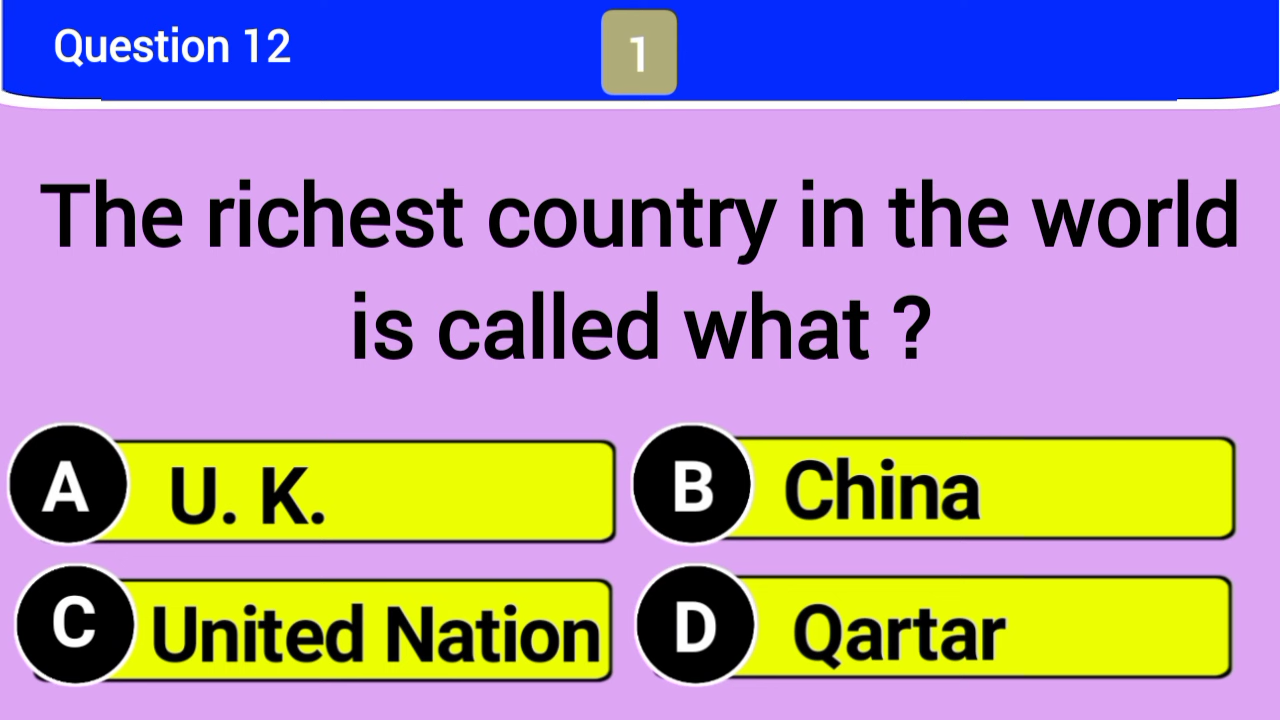 Question 12
1
The richest country in the world
is called what ?
A U. K.
B China
C United Nation
D Qartar